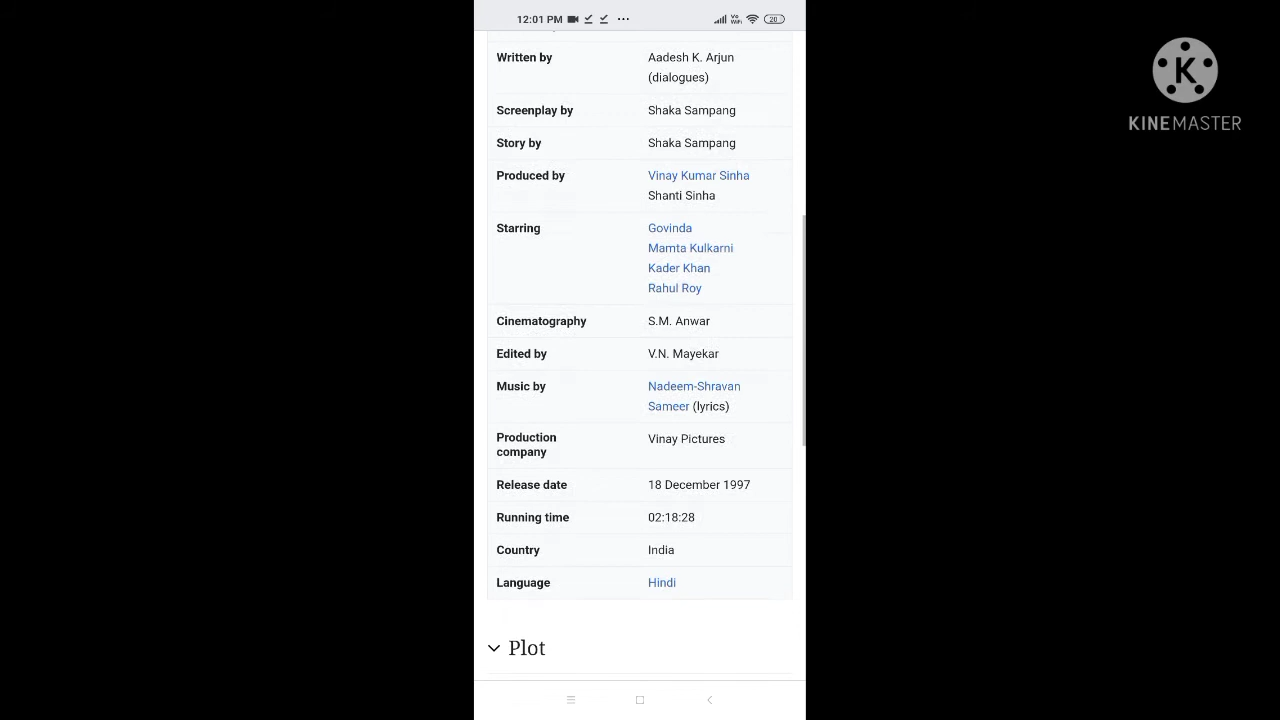 12:01 PM
Vo
WiFi
20
Written by
Aadesh K. Arjun
(dialogues)
Screenplay by
Shaka Sampang
Story by
Shaka Sampang
Produced by
Vinay Kumar Sinha
Shanti Sinha
Starring
Govinda
Mamta Kulkarni
Kader Khan
Rahul Roy
Cinematography
S.M. Anwar
Edited by
V.N. Mayekar
Music by
Nadeem-Shravan
Sameer (lyrics)
Production
company
Vinay Pictures
Release date
18 December 1997
Running time
02:18:28
Country
India
Language
Hindi
Plot
K
KINEMASTER